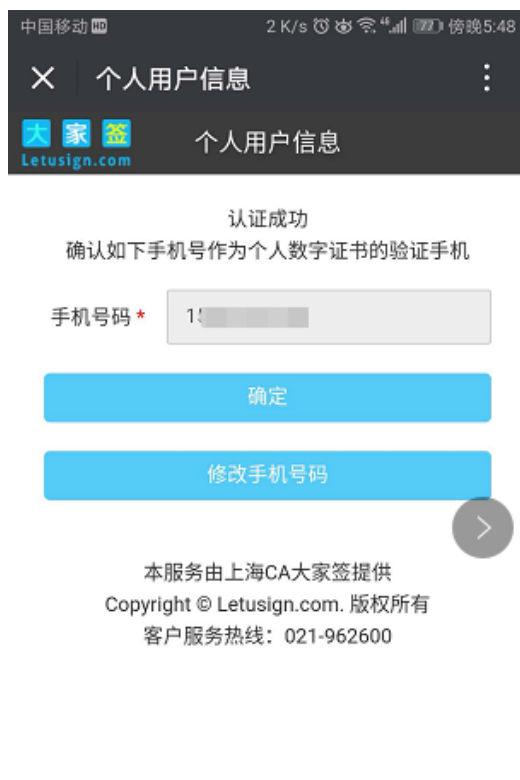 中国移动 HD 2 K/s 4G 77 傍晚5:48
个人用户信息
大家签
Letusign.com
个人用户信息
认证成功
确认如下手机号作为个人数字证书的验证手机
手机号码 *
确定
修改手机号码
本服务由上海CA大家签提供
Copyright © Letusign.com. 版权所有
客户服务热线：021-962600